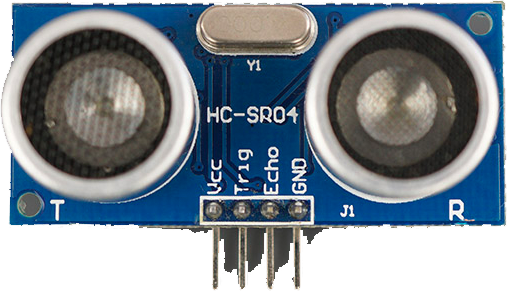 Y1
HC-SR04
Vcc
Trig
Echo
GND
T
J1
R